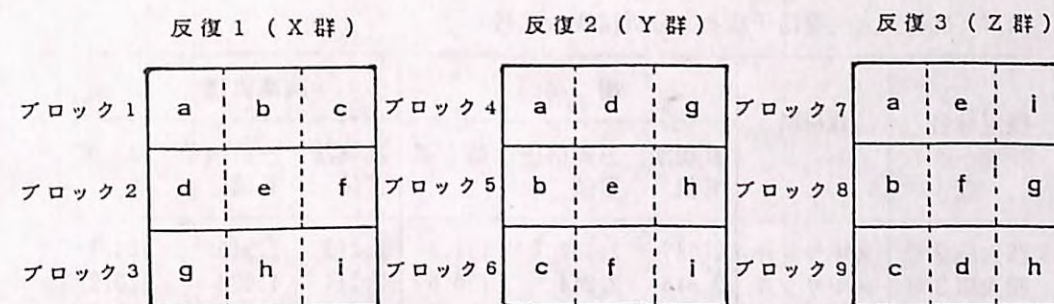 反復1（X群） 反復2（Y群） 反復3（Z群）
ブロック1 a b c ブロック4 a d g ブロック7 a e i
ブロック2 d e f ブロック5 b e h ブロック8 b f g
ブロック3 g h i ブロック6 c f i ブロック9 c d h